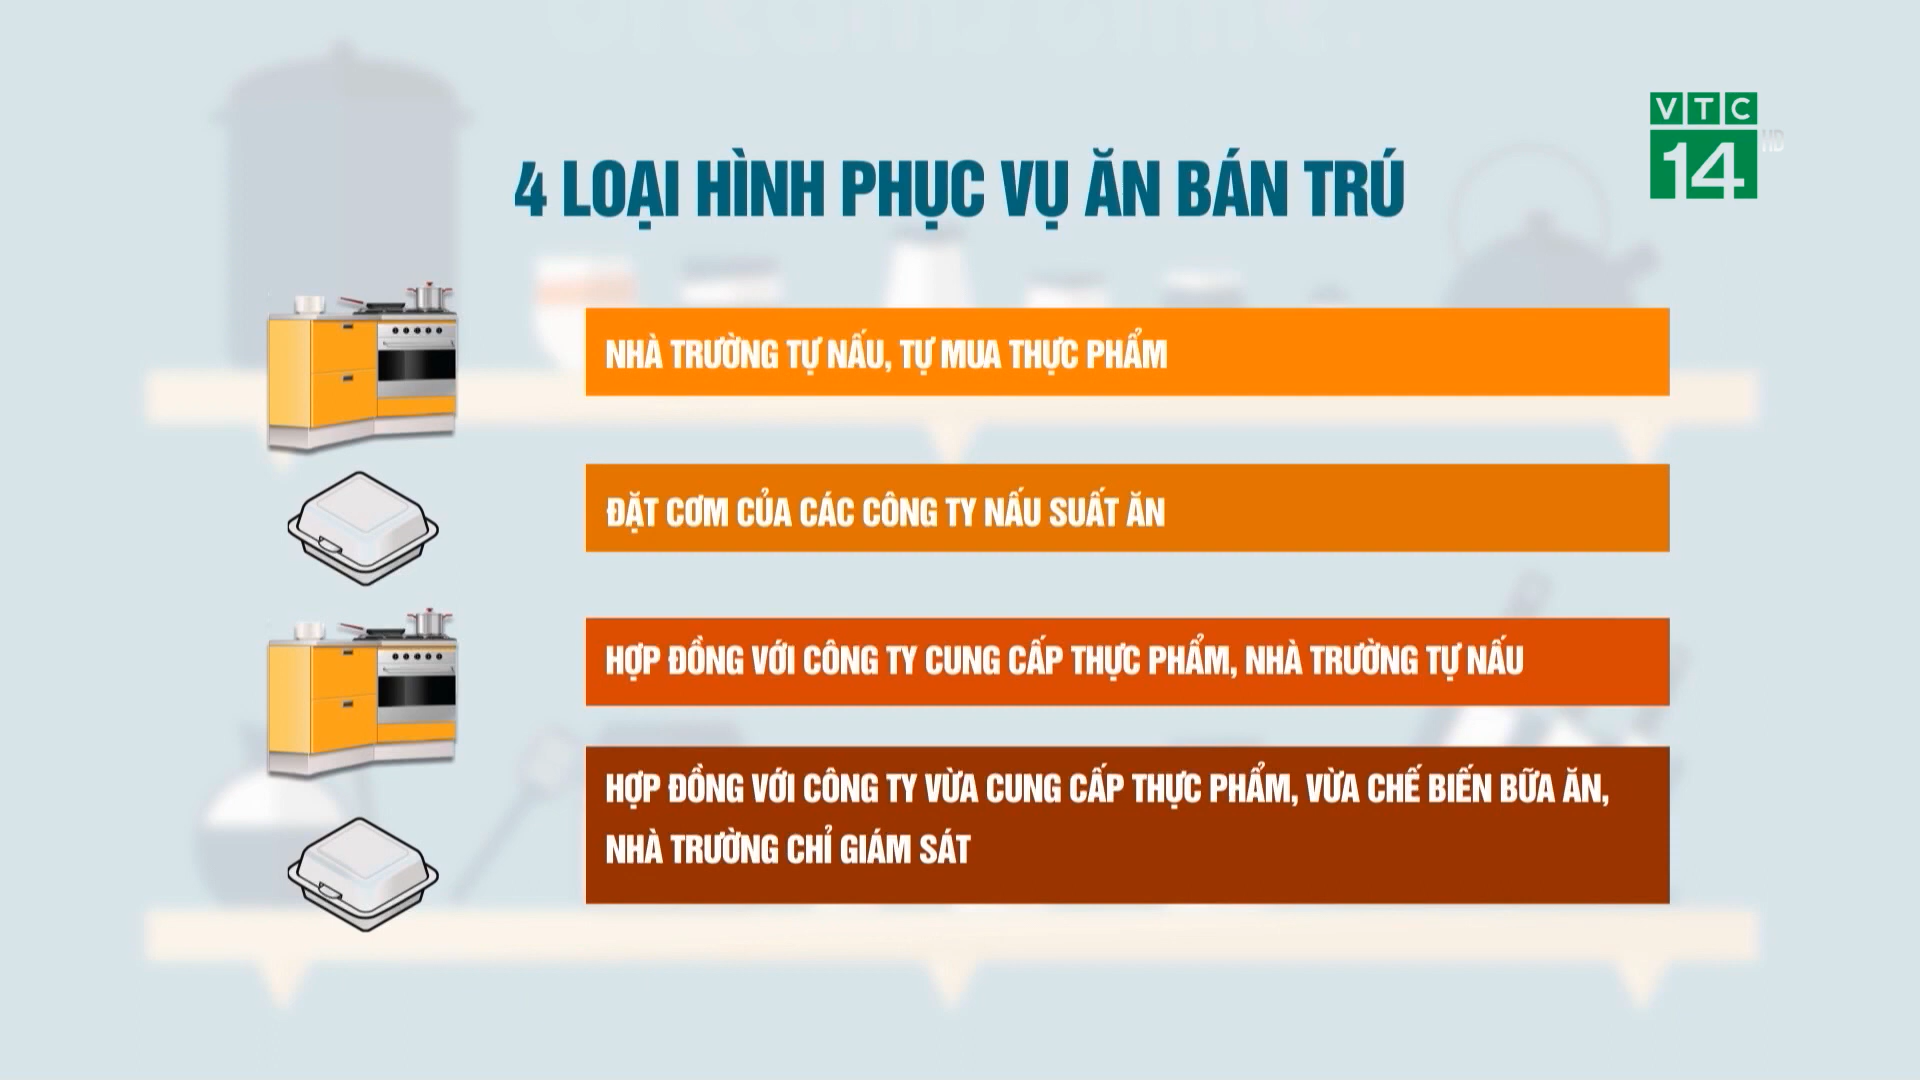 VTC
14
HD
4 LOẠI HÌNH PHỤC VỤ ĂN BÁN TRÚ
NHÀ TRƯỜNG TỰ NẤU, TỰ MUA THỰC PHẨM
ĐẶT CƠM CỦA CÁC CÔNG TY NẤU SUẤT ĂN
HỢP ĐỒNG VỚI CÔNG TY CUNG CẤP THỰC PHẨM, NHÀ TRƯỜNG TỰ NẤU
HỢP ĐỒNG VỚI CÔNG TY VỪA CUNG CẤP THỰC PHẨM, VỪA CHẾ BIẾN BỮA ĂN,
NHÀ TRƯỜNG CHỈ GIÁM SÁT